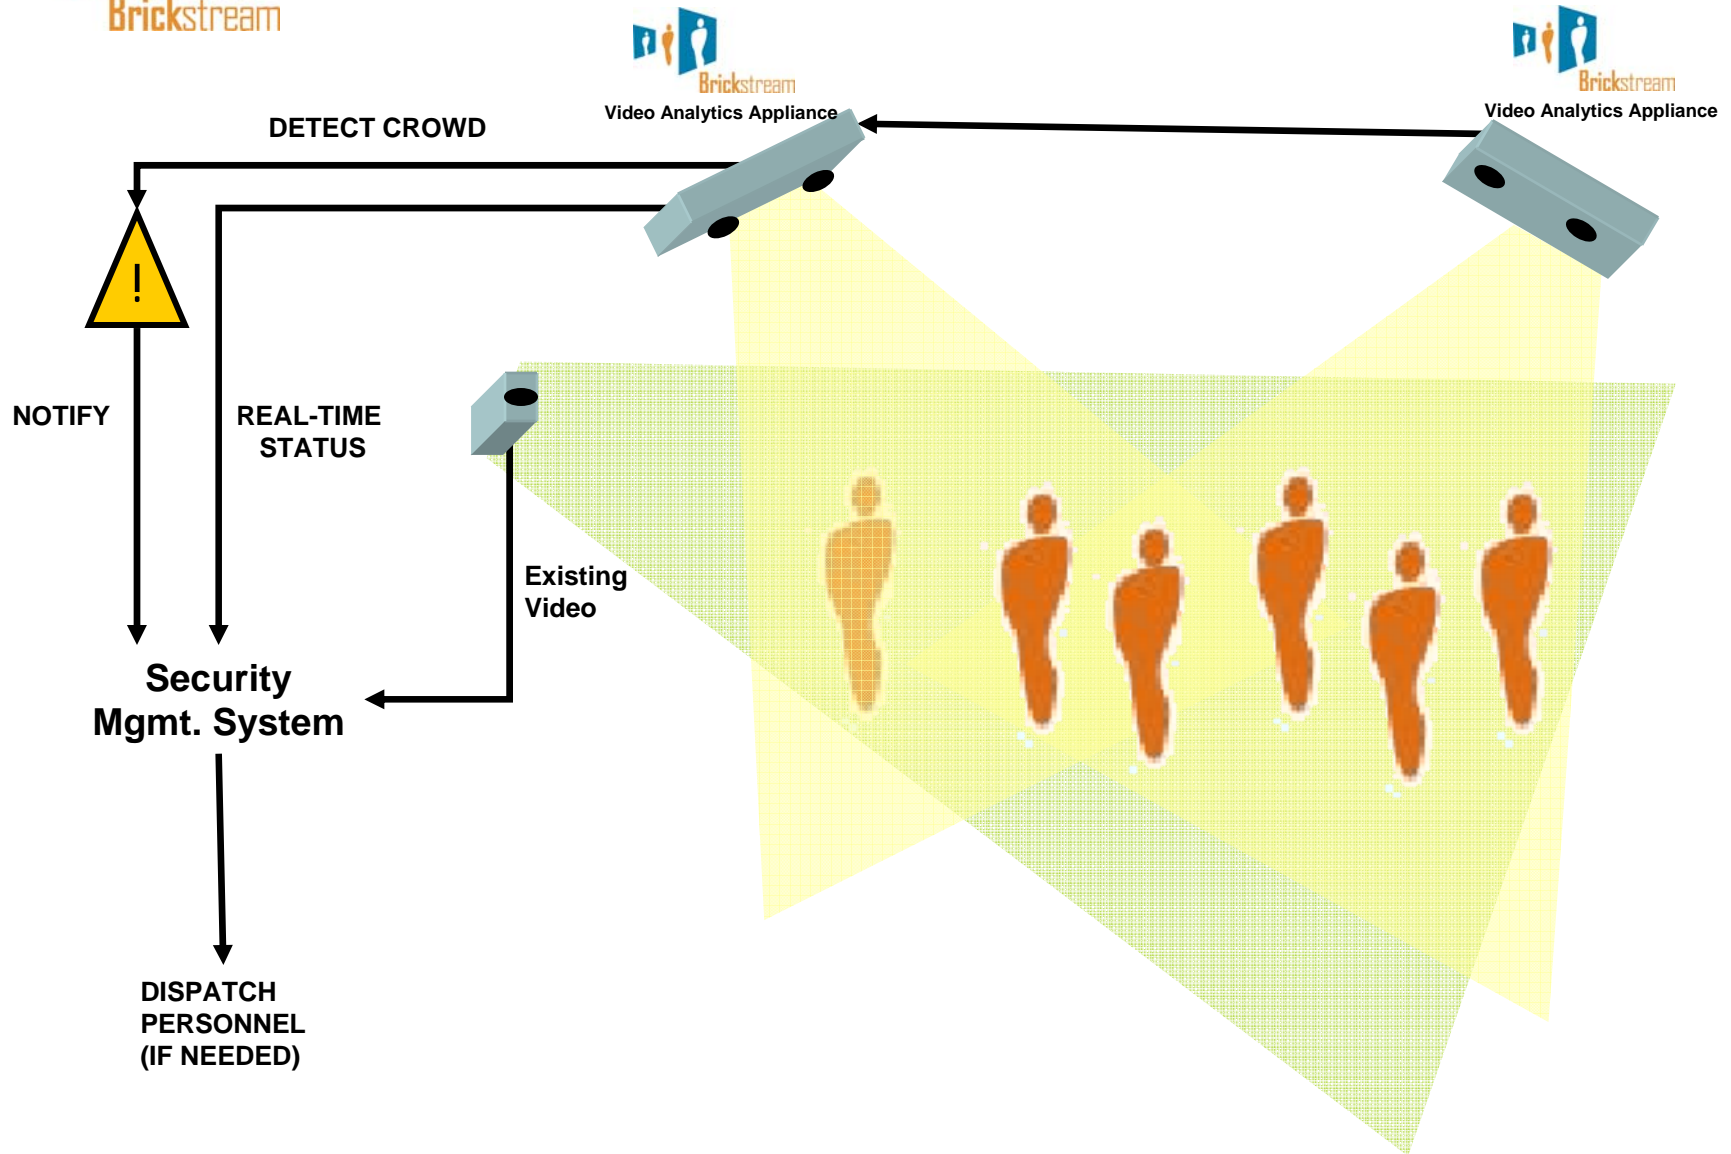 Brickstream
Brickstream
Video Analytics Appliance
Brickstream
Video Analytics Appliance
DETECT CROWD
!
NOTIFY
REAL-TIME
STATUS
Existing
Video
Security
Mgmt. System
DISPATCH
PERSONNEL
(IF NEEDED)